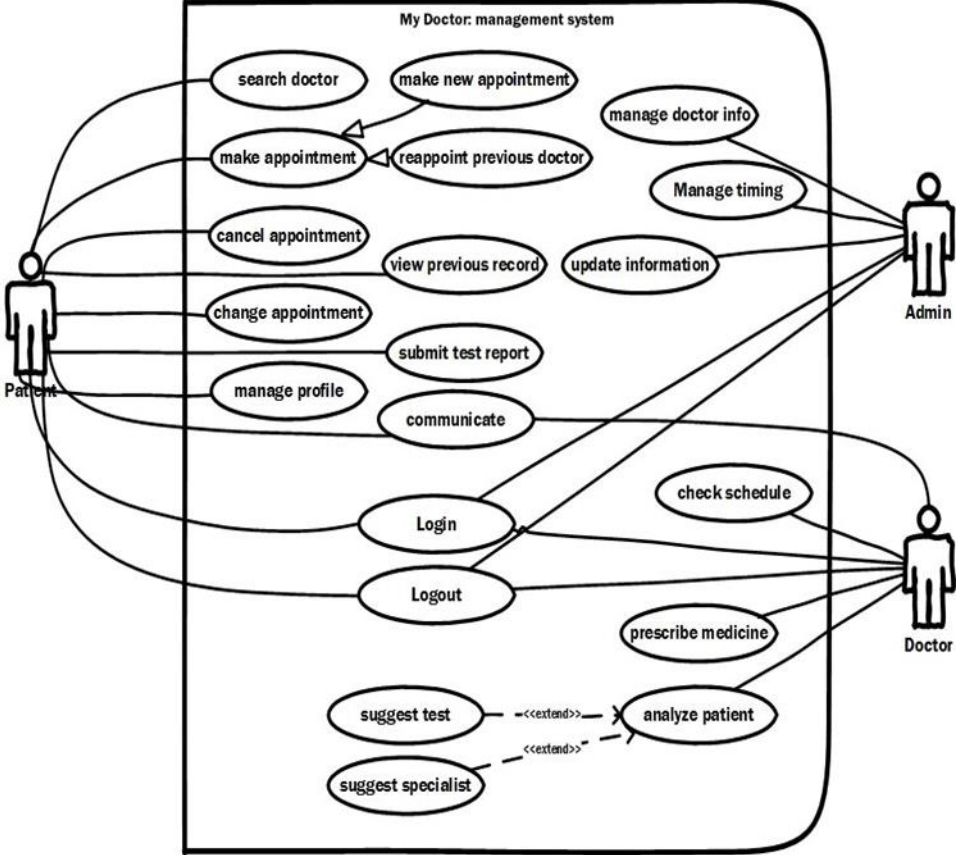 My Doctor: management system
search doctor
make new appointment
manage doctor info
make appointment
reappoint previous doctor
Manage timing
cancel appointment
view previous record
update information
change appointment
Admin
submit test report
Patient
manage profile
communicate
check schedule
Login
Logout
prescribe medicine
Doctor
suggest test
<<extend>>
analyze patient
<<extend>>
suggest specialist